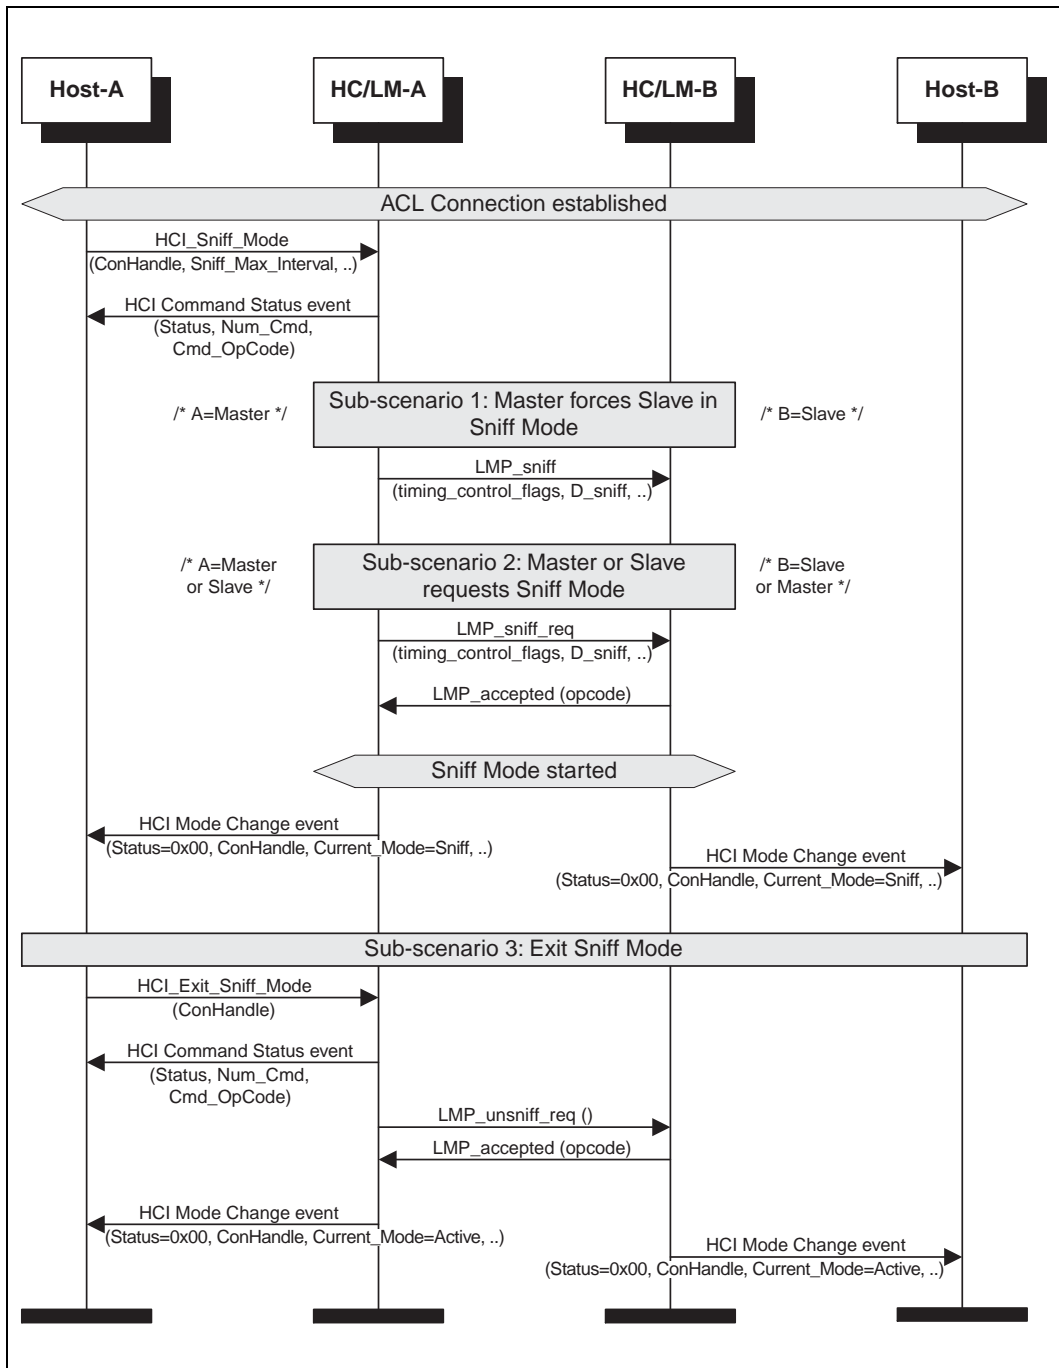 Host-A
HC/LM-A
HC/LM-B
Host-B
ACL Connection established
HCI_Sniff_Mode
(ConHandle, Sniff_Max_Interval, ..)
HCI Command Status event
(Status, Num_Cmd,
Cmd_OpCode)
/* A=Master */
Sub-scenario 1: Master forces Slave in
Sniff Mode
/* B=Slave */
LMP_sniff
(timing_control_flags, D_sniff, ..)
/* A=Master
or Slave */
Sub-scenario 2: Master or Slave
requests Sniff Mode
/* B=Slave
or Master */
LMP_sniff_req
(timing_control_flags, D_sniff, ..)
LMP_accepted (opcode)
Sniff Mode started
HCI Mode Change event
(Status=0x00, ConHandle, Current_Mode=Sniff, ..)
HCI Mode Change event
(Status=0x00, ConHandle, Current_Mode=Sniff, ..)
Sub-scenario 3: Exit Sniff Mode
HCI_Exit_Sniff_Mode
(ConHandle)
HCI Command Status event
(Status, Num_Cmd,
Cmd_OpCode)
LMP_unsniff_req ()
LMP_accepted (opcode)
HCI Mode Change event
(Status=0x00, ConHandle, Current_Mode=Active, ..)
HCI Mode Change event
(Status=0x00, ConHandle, Current_Mode=Active, ..)